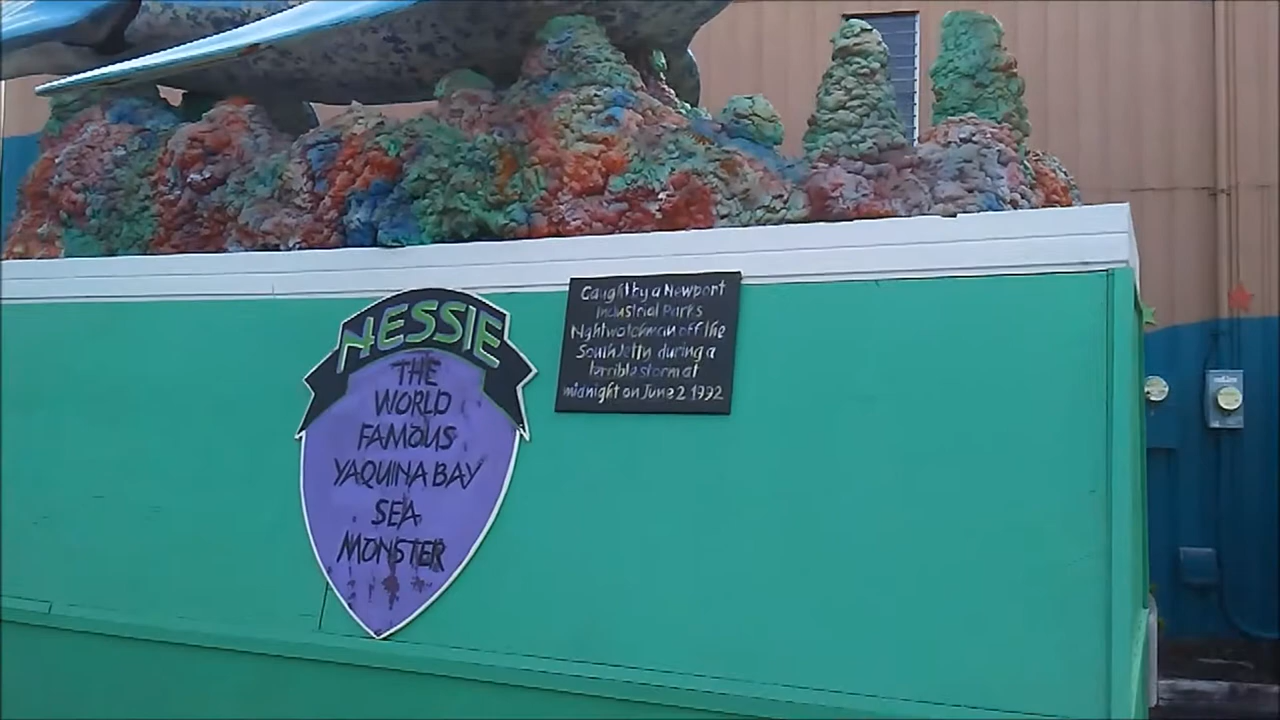 NESSIE
THE
WORLD
FAMOUS
YAQUINA BAY
SEA
MONSTER
Caught by a Newport
Industrial Parks
Nightwatchman off the
South Jetty during a
terrible storm at
midnight on June 2 1992